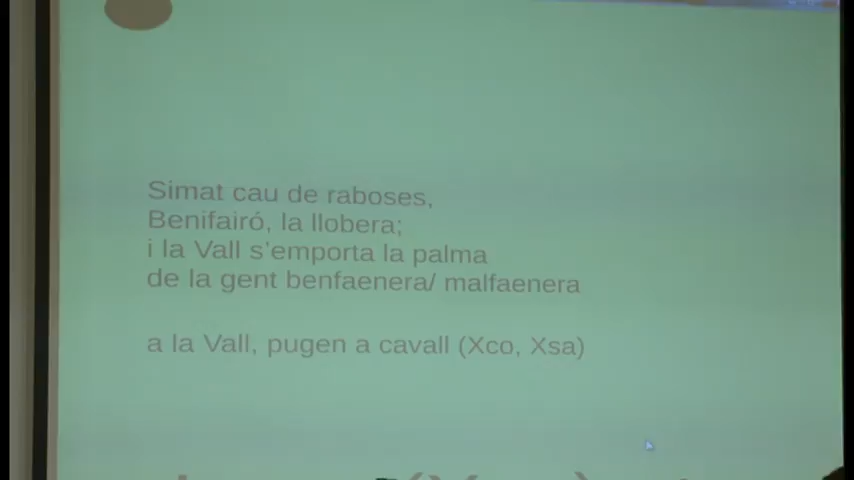 Simat cau de raboses,
Benifairó, la llobera;
i la Vall s'emporta la palma
de la gent benfaenera/ malfaenera
a la Vall, pugen a cavall (Xco, Xsa)